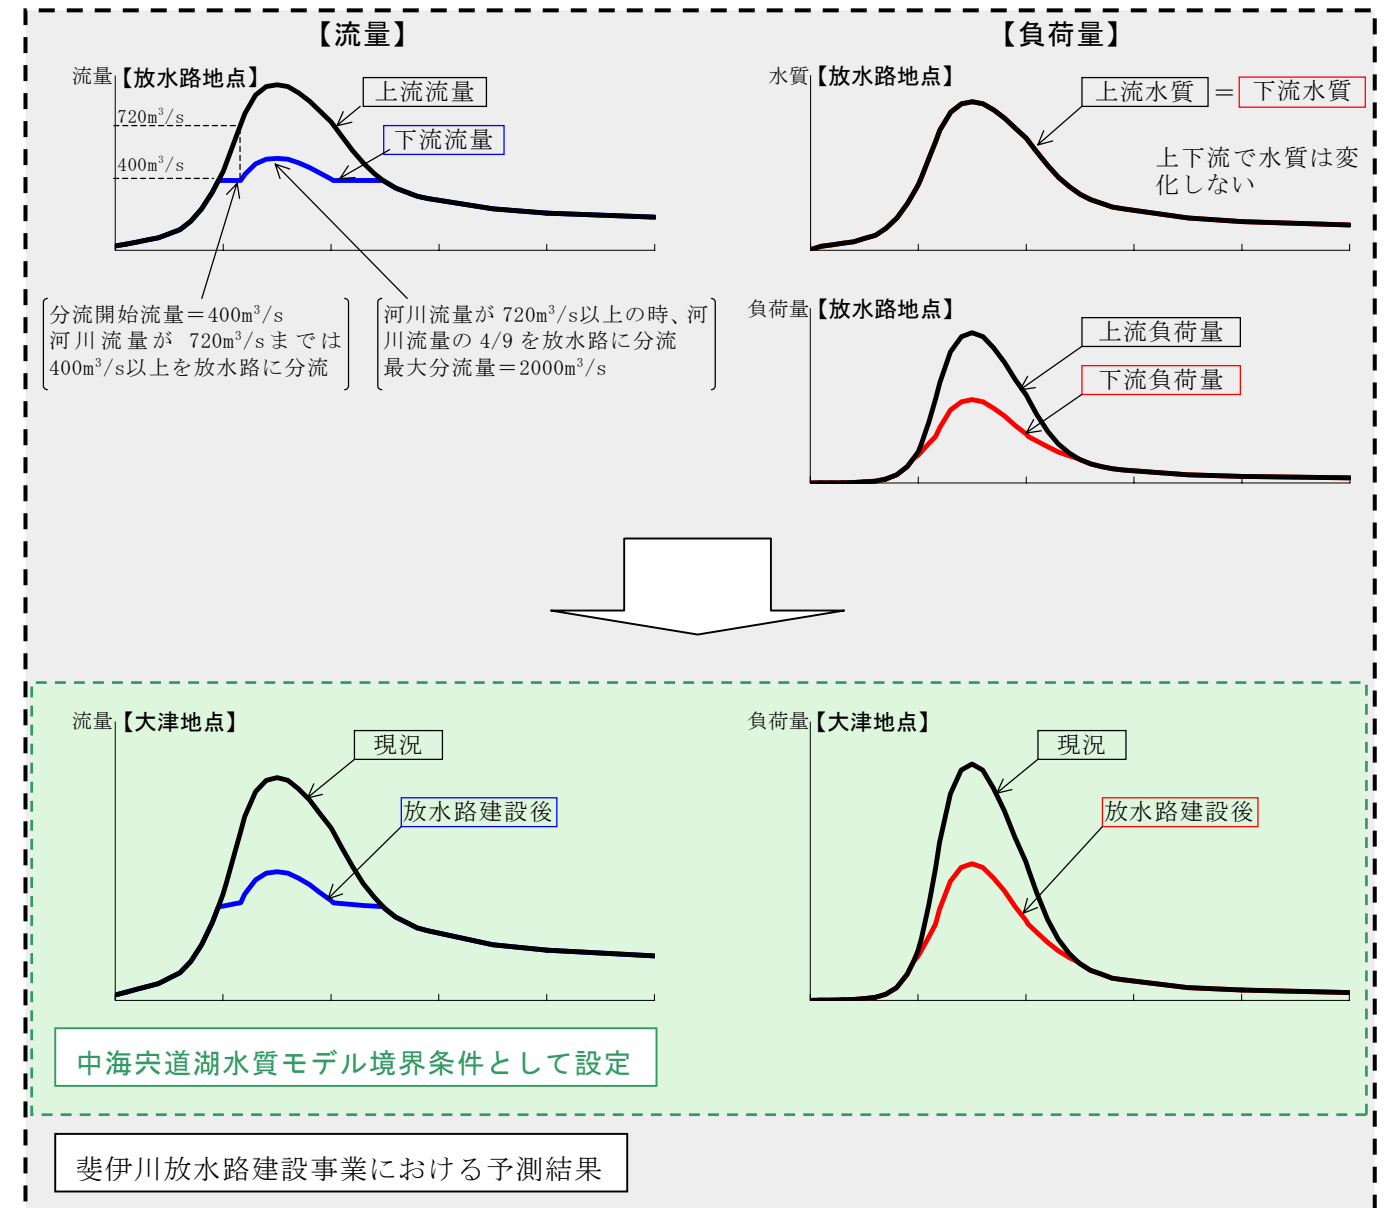 【流量】
【負荷量】
流量【放水路地点】
上流流量
720m³/s
下流流量
400m³/s
分流開始流量＝400m³/s
河川流量が 720m³/sまでは
400m³/s以上を放水路に分流
河川流量が 720m³/s以上の時、河
川流量の 4/9 を放水路に分流
最大分流量＝2000m³/s
水質【放水路地点】
上流水質 ＝ 下流水質
上下流で水質は変
化しない
負荷量【放水路地点】
上流負荷量
下流負荷量
流量【大津地点】
現況
放水路建設後
負荷量【大津地点】
現況
放水路建設後
中海宍道湖水質モデル境界条件として設定
斐伊川放水路建設事業における予測結果